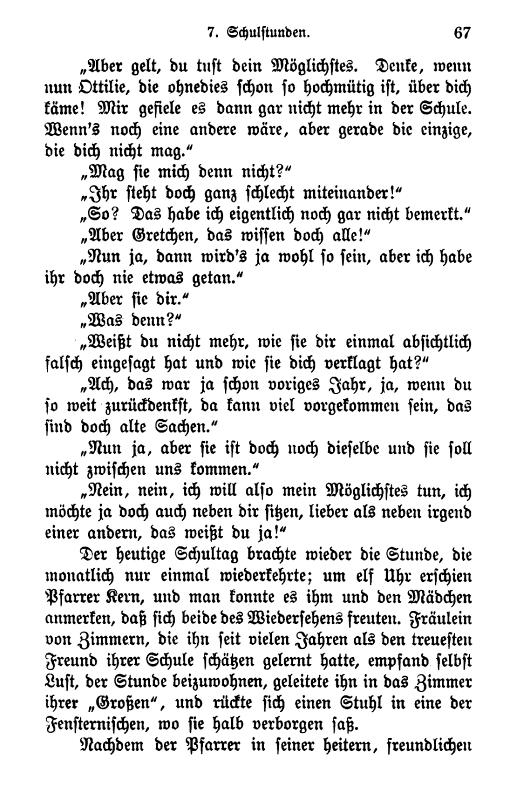 7. Schulstunden. 67
„Aber gelt, du tust dein Möglichstes. Denke, wenn
nun Ottilie, die ohnedies schon so hochmütig ist, über dich
käme! Mir gefiele es dann gar nicht mehr in der Schule.
Wenn's noch eine andere wäre, aber gerade die einzige,
die dich nicht mag.“
„Mag sie mich denn nicht?“
„Ihr steht doch ganz schlecht miteinander!“
„So? Das habe ich eigentlich noch gar nicht bemerkt.“
„Aber Gretchen, das wissen doch alle!“
„Nun ja, dann wird's ja wohl so sein, aber ich habe
ihr doch nie etwas getan.“
„Aber sie dir.“
„Was denn?“
„Weißt du nicht mehr, wie sie dir einmal absichtlich
falsch eingesagt hat und wie sie dich verklagt hat?“
„Ach, das war ja schon voriges Jahr, ja, wenn du
so weit zurückdenkst, da kann viel vorgekommen sein, das
sind doch alte Sachen.“
„Nun ja, aber sie ist doch noch dieselbe und sie soll
nicht zwischen uns kommen.“
„Nein, nein, ich will also mein Möglichstes tun, ich
möchte ja doch auch neben dir sitzen, lieber als neben irgend
einer andern, das weißt du ja!“
Der heutige Schultag brachte wieder die Stunde, die
monatlich nur einmal wiederkehrte; um elf Uhr erschien
Pfarrer Kern, und man konnte es ihm und den Mädchen
anmerken, daß sich beide des Wiedersehens freuten. Fräulein
von Zimmern, die ihn seit vielen Jahren als den treuesten
Freund ihrer Schule schätzen gelernt hatte, empfand selbst
Lust, der Stunde beizuwohnen, geleitete ihn in das Zimmer
ihrer „Großen“, und rückte sich einen Stuhl in eine der
Fensternischen, wo sie halb verborgen saß.
Nachdem der Pfarrer in seiner heitern, freundlichen